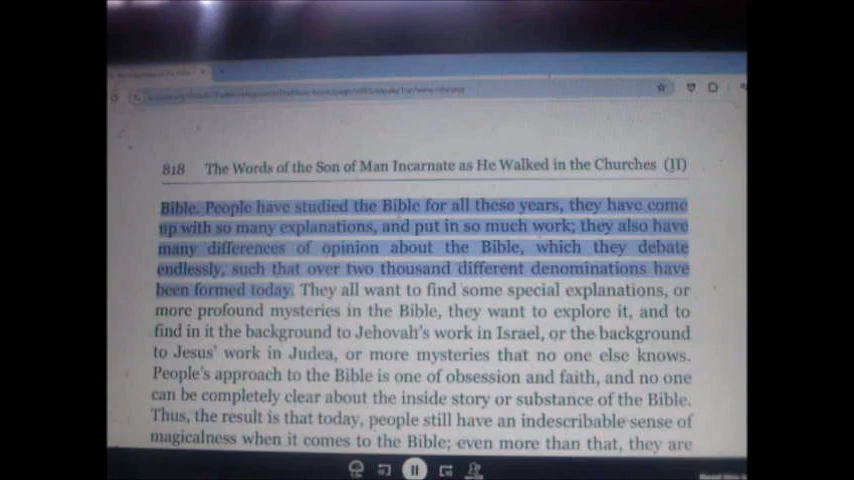 818 The Words of the Son of Man Incarnate as He Walked in the Churches (II)
Bible. People have studied the Bible for all these years, they have come
up with so many explanations, and put in so much work; they also have
many differences of opinion about the Bible, which they debate
endlessly, such that over two thousand different denominations have
been formed today. They all want to find some special explanations, or
more profound mysteries in the Bible, they want to explore it, and to
find in it the background to Jehovah's work in Israel, or the background
to Jesus' work in Judea, or more mysteries that no one else knows.
People's approach to the Bible is one of obsession and faith, and no one
can be completely clear about the inside story or substance of the Bible.
Thus, the result is that today, people still have an indescribable sense of
magicalness when it comes to the Bible; even more than that, they are